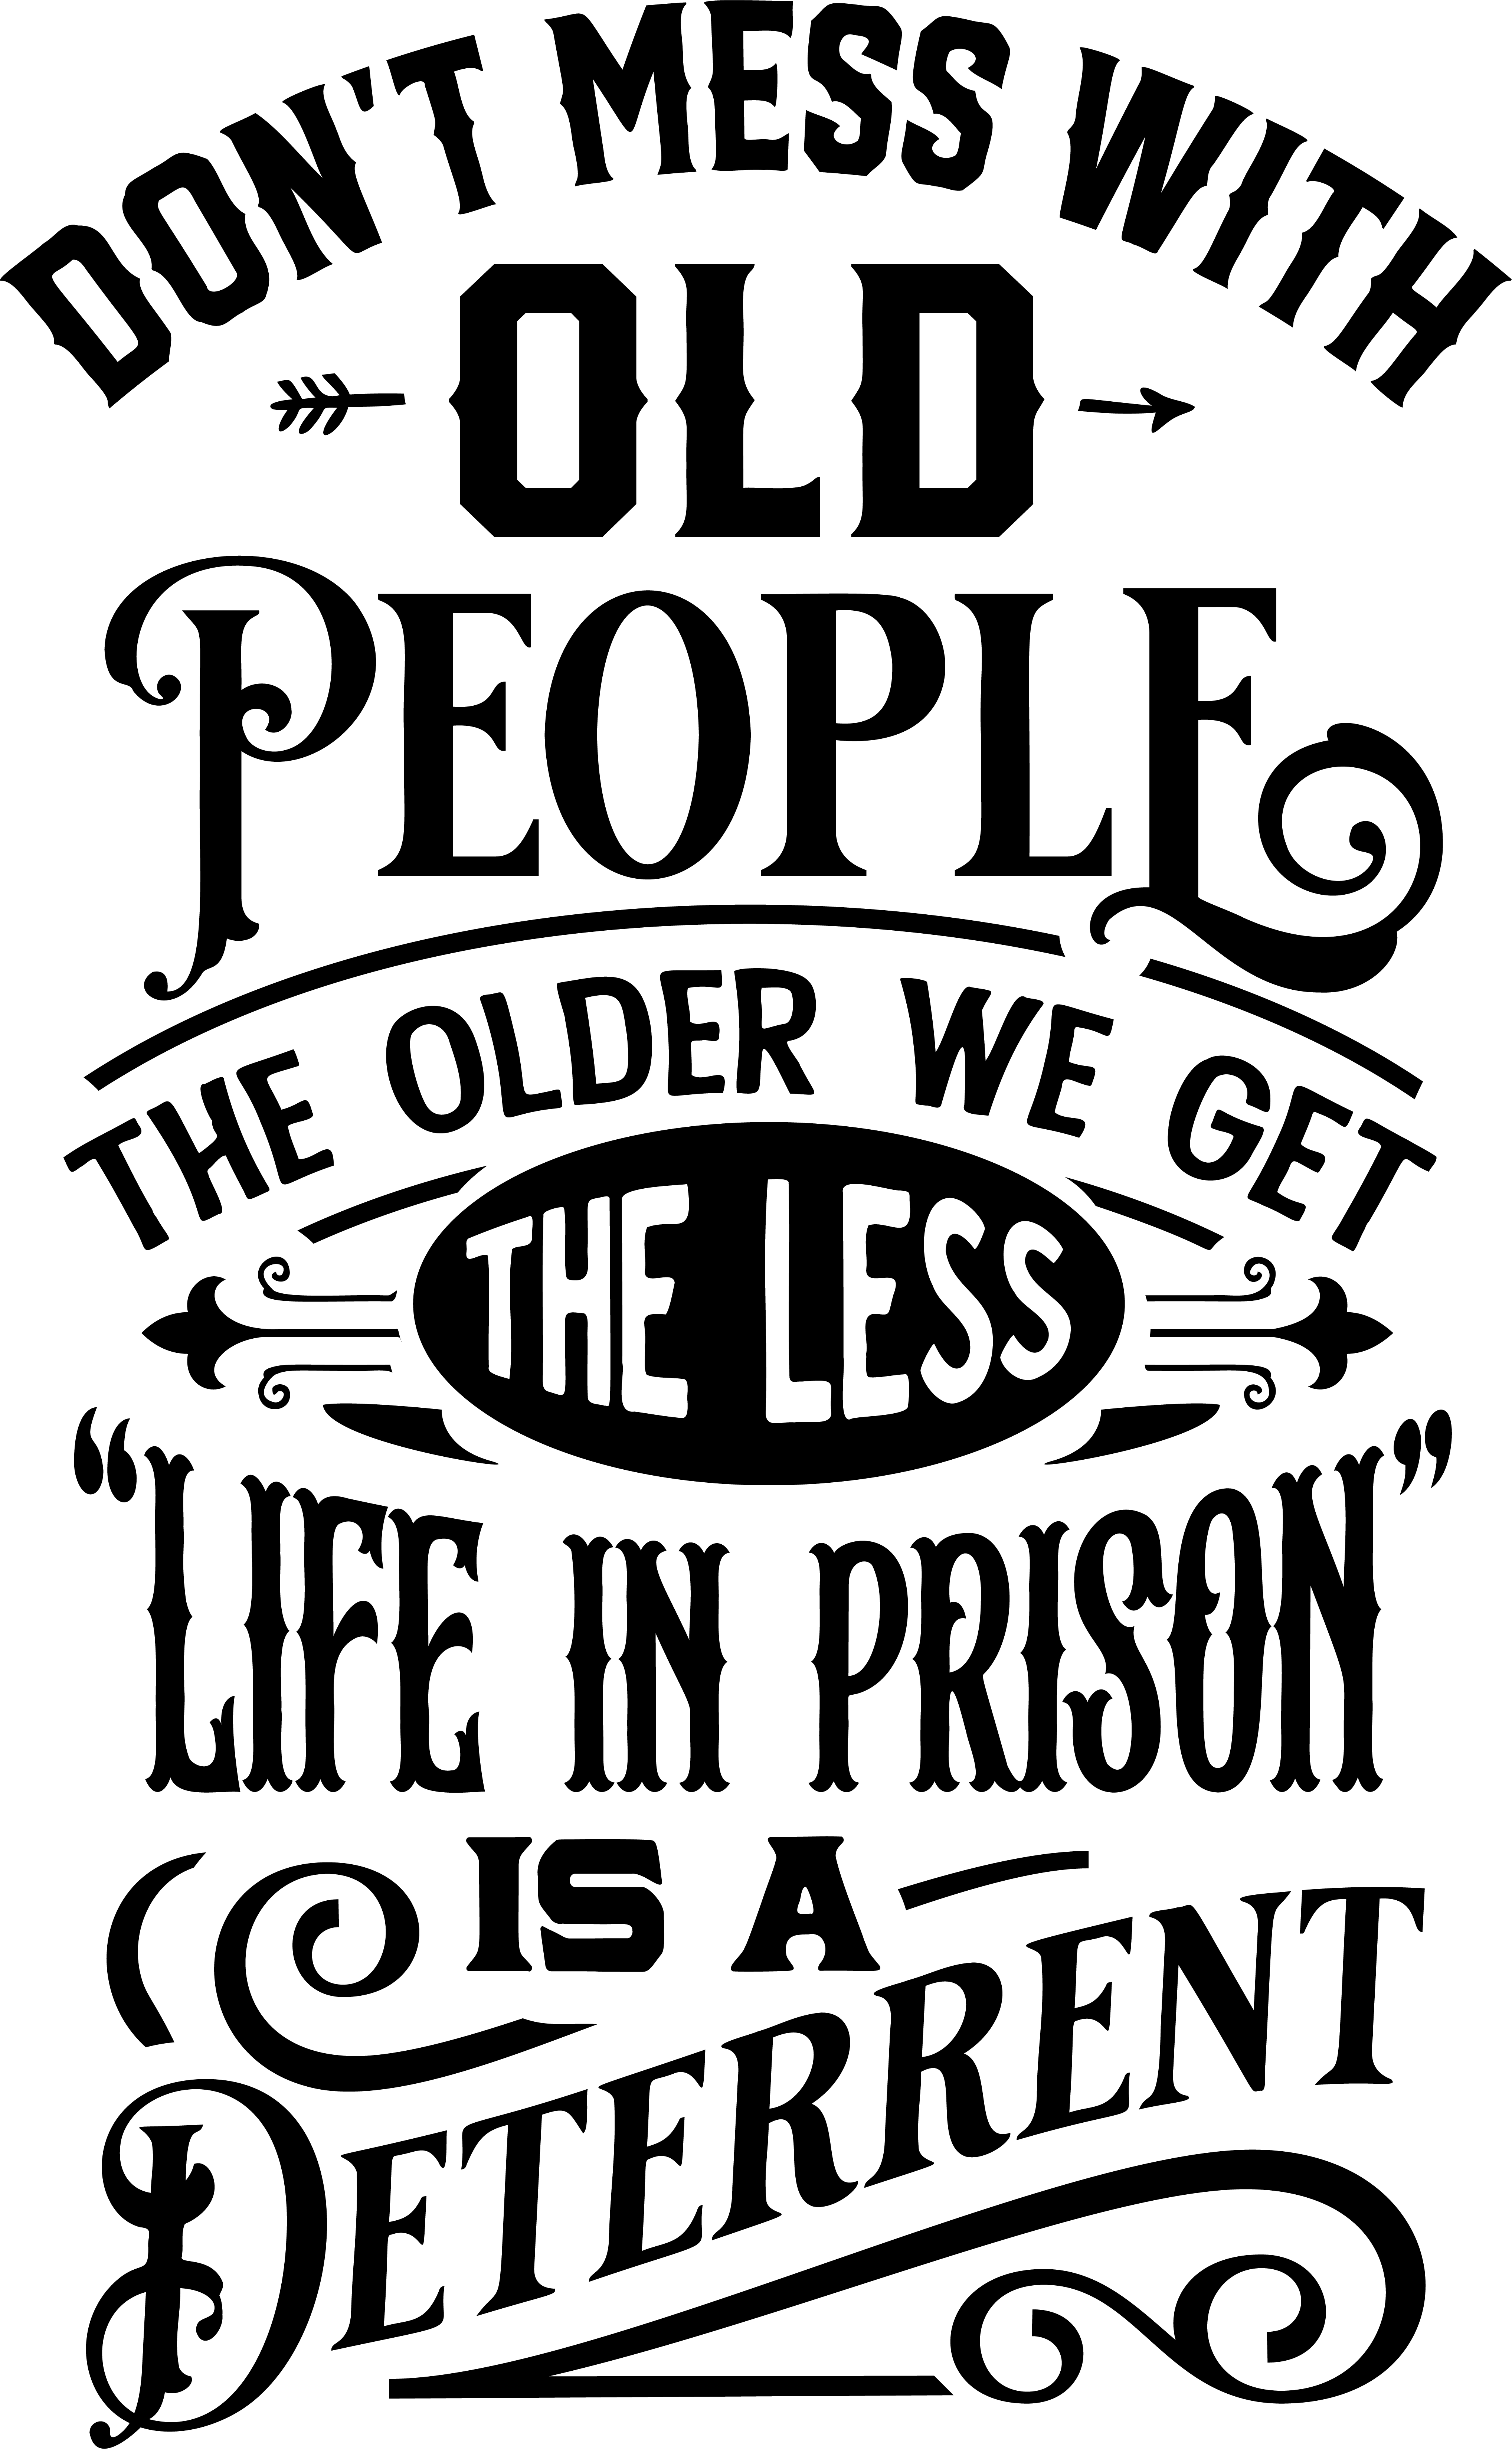 DON'T MESS WITH
OLD
PEOPLE
THE OLDER WE GET
THE LESS
“LIFE IN PRISON”
IS A
DETERRENT